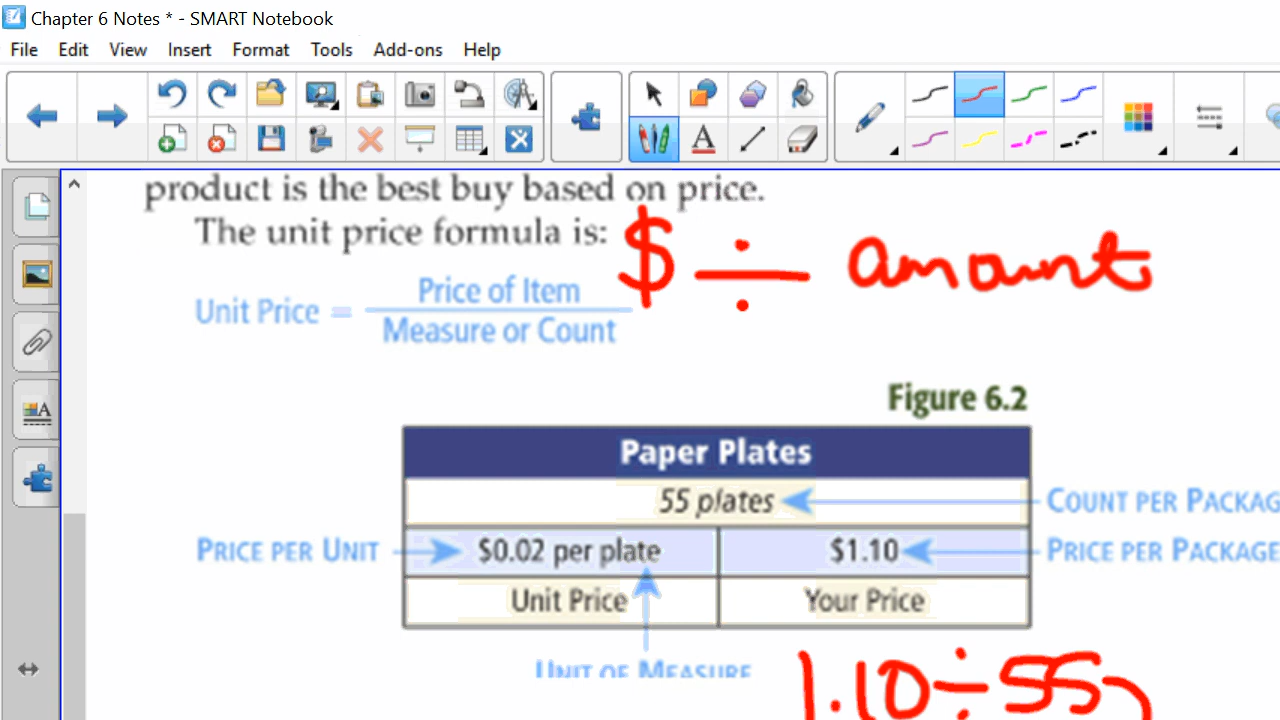 Chapter 6 Notes * - SMART Notebook
File Edit View Insert Format Tools Add-ons Help
product is the best buy based on price.
The unit price formula is:
$ ÷ amount
Unit Price = Price of Item
Measure or Count
Figure 6.2
Paper Plates
55 plates
COUNT PER PACKAG
PRICE PER UNIT
$0.02 per plate
$1.10
PRICE PER PACKAGE
Unit Price
Your Price
UNIT OF MEASURE
1.10÷55